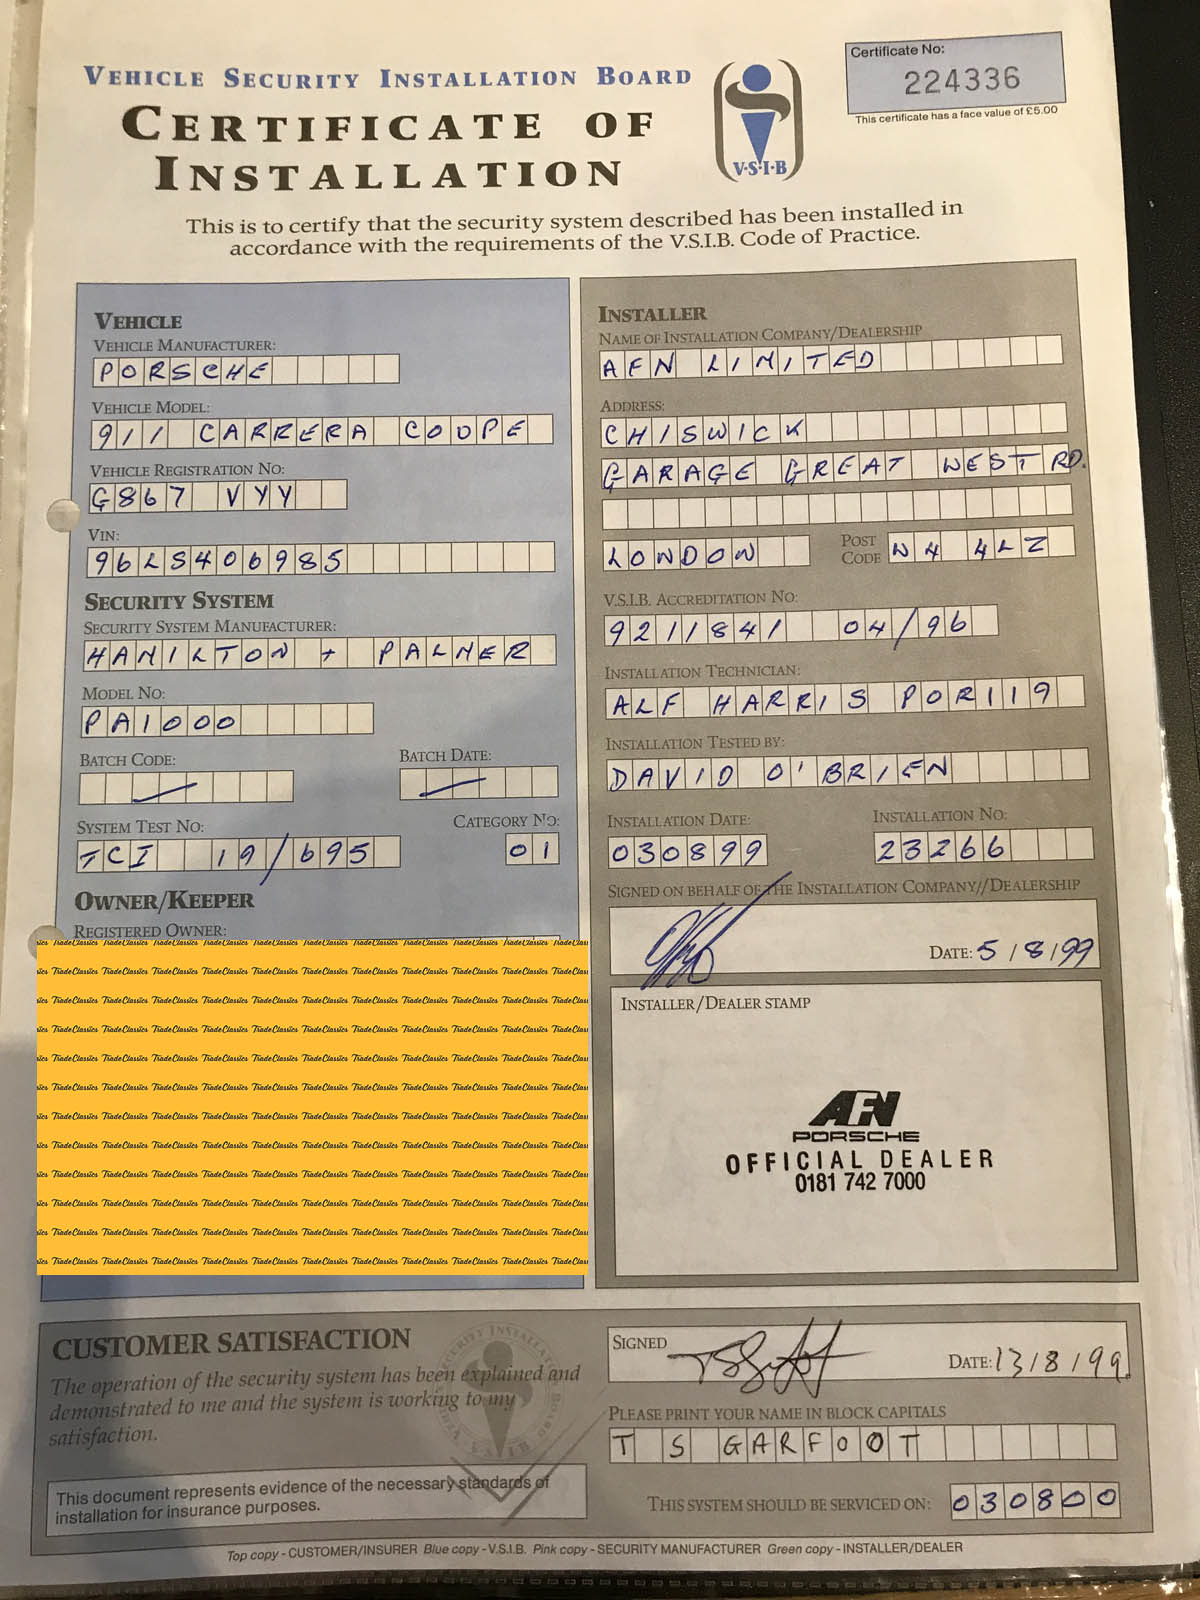 VEHICLE SECURITY INSTALLATION BOARD
CERTIFICATE OF
INSTALLATION
V·S·I·B
Certificate No:
224336
This certificate has a face value of £5.00
This is to certify that the security system described has been installed in
accordance with the requirements of the V.S.I.B. Code of Practice.
VEHICLE
VEHICLE MANUFACTURER:
PORSCHE
VEHICLE MODEL:
911 CARRERA COUPE
VEHICLE REGISTRATION NO:
G867 VYY
VIN:
96LS406985
SECURITY SYSTEM
SECURITY SYSTEM MANUFACTURER:
HAMILTON + PALMER
MODEL NO:
PA1000
BATCH CODE:
BATCH DATE:
SYSTEM TEST NO:
TCI 19/695
CATEGORY NO:
01
OWNER/KEEPER
REGISTERED OWNER:
INSTALLER
NAME OF INSTALLATION COMPANY/DEALERSHIP
AFN LIMITED
ADDRESS:
CHISWICK
GARAGE GREAT WEST RD.
LONDON
POST CODE W4 4LZ
V.S.I.B. ACCREDITATION NO:
9211841 04/96
INSTALLATION TECHNICIAN:
ALF HARRIS POR119
INSTALLATION TESTED BY:
DAVID O'BRIEN
INSTALLATION DATE:
030899
INSTALLATION NO:
23266
SIGNED ON BEHALF OF THE INSTALLATION COMPANY//DEALERSHIP
DATE: 5/8/99
INSTALLER/DEALER STAMP
AFN
PORSCHE
OFFICIAL DEALER
0181 742 7000
CUSTOMER SATISFACTION
The operation of the security system has been explained and
demonstrated to me and the system is working to my
satisfaction.
This document represents evidence of the necessary standards of
installation for insurance purposes.
SIGNED
DATE: 13/8/99.
PLEASE PRINT YOUR NAME IN BLOCK CAPITALS
T S GARFOOT
THIS SYSTEM SHOULD BE SERVICED ON: 030800
Top copy - CUSTOMER/INSURER Blue copy - V.S.I.B. Pink copy - SECURITY MANUFACTURER Green copy - INSTALLER/DEALER